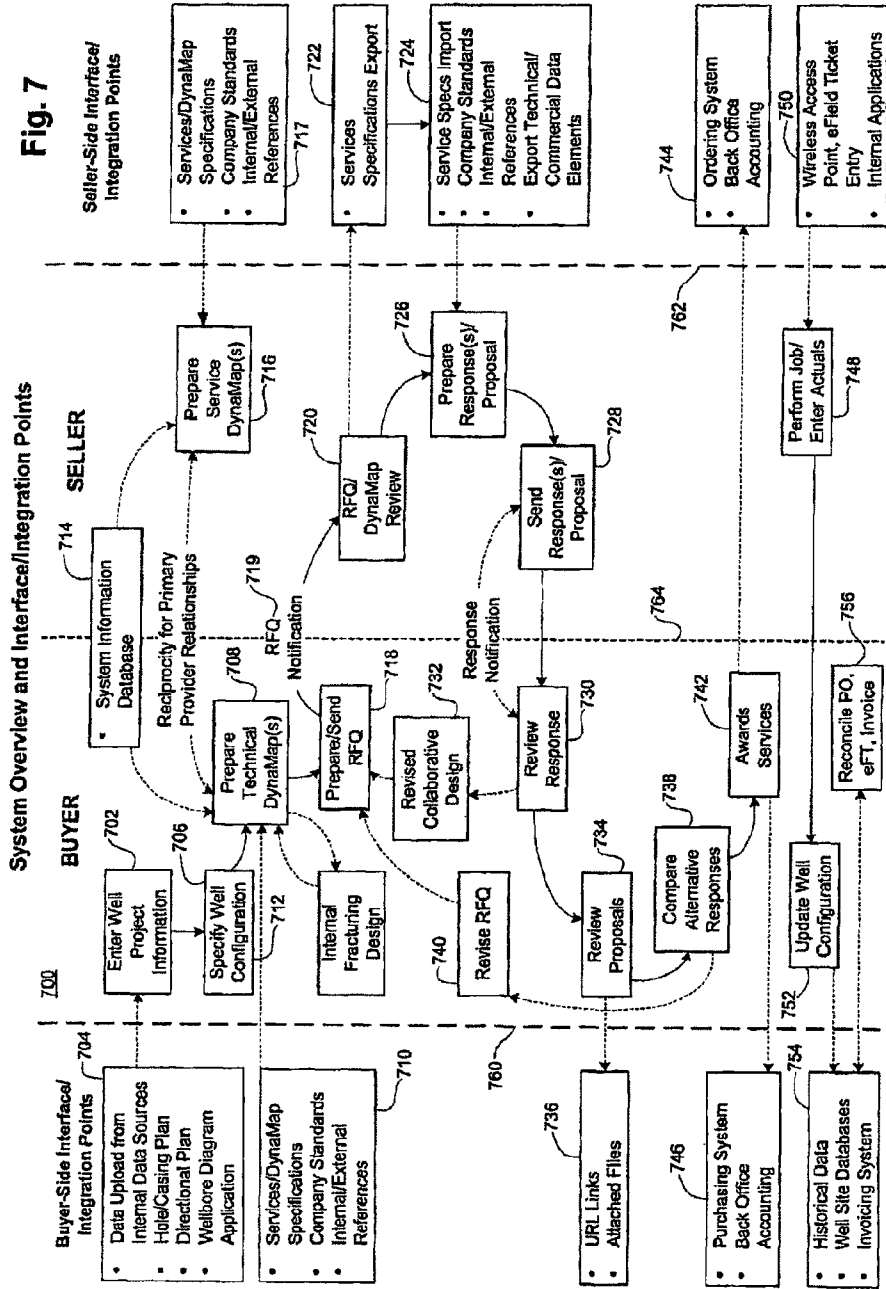 Fig. 7
System Overview and Interface/Integration Points
Buyer-Side Interface/
Integration Points
700
BUYER
SELLER
Seller-Side Interface/
Integration Points
704
• Data Upload from
Internal Data Sources
• Hole/Casing Plan
• Directional Plan
• Wellbore Diagram
Application
702
Enter Well
Project
Information
706
Specify Well
Configuration
712
Internal
Fracturing
Design
714
• System Information
Database
Reciprocity for Primary
Provider Relationships
708
Prepare
Technical
DynaMap(s)
Prepare
Service
DynaMap(s)
716
• Services/DynaMap
Specifications
• Company Standards
• Internal/External
References
717
710
• Services/DynaMap
Specifications
• Company Standards
• Internal/External
References
RFQ
Notification
719
Prepare/Send
RFQ
718
720
RFQ/
DynaMap
Review
722
• Services
Specifications Export
724
• Service Specs Import
• Company Standards
• Internal/External
References
• Export Technical/
Commercial Data
Elements
726
Prepare
Response(s)/
Proposal
Send
Response(s)/
Proposal
728
Response
Notification
732
Revised
Collaborative
Design
Review
Response
730
740
Revise RFQ
734
Review
Proposals
736
• URL Links
• Attached Files
738
Compare
Alternative
Responses
742
Awards
Services
744
• Ordering System
• Back Office
Accounting
746
• Purchasing System
• Back Office
Accounting
760
764
762
750
• Wireless Access
Point, eField Ticket
Entry
• Internal Applications
Perform Job/
Enter Actuals
748
Update Well
Configuration
752
754
• Historical Data
• Well Site Databases
• Invoicing System
756
Reconcile PO,
eFT, Invoice